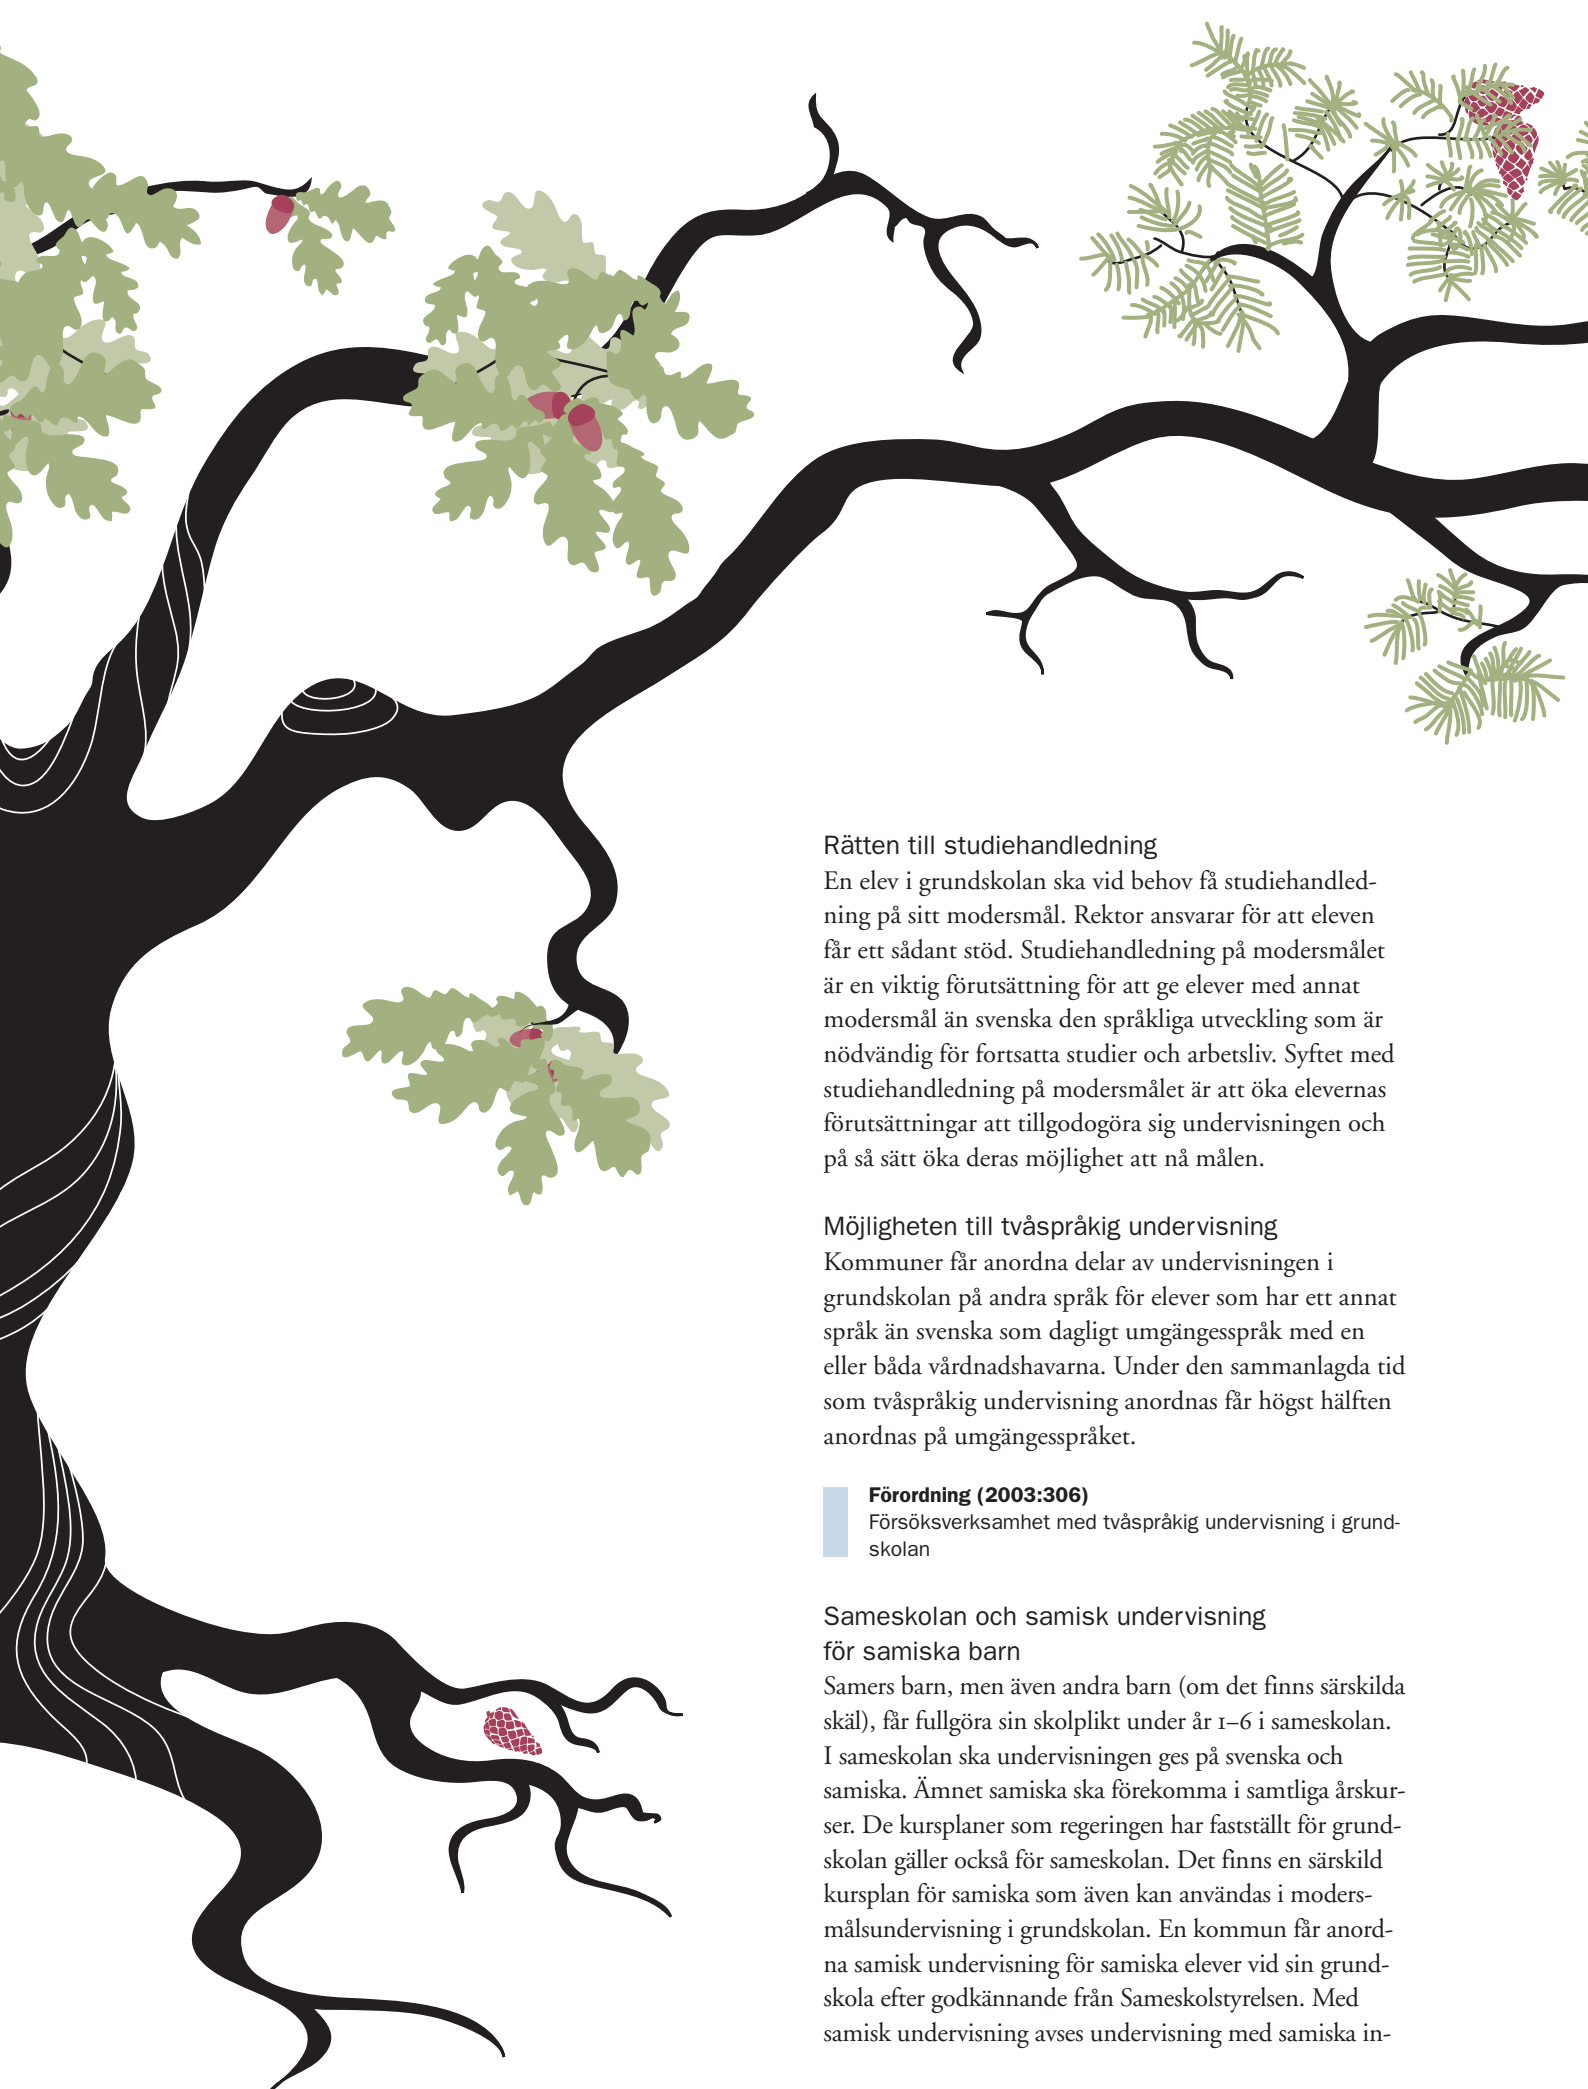 Rätten till studiehandledning
En elev i grundskolan ska vid behov få studiehandled-
ning på sitt modersmål. Rektor ansvarar för att eleven
får ett sådant stöd. Studiehandledning på modersmålet
är en viktig förutsättning för att ge elever med annat
modersmål än svenska den språkliga utveckling som är
nödvändig för fortsatta studier och arbetsliv. Syftet med
studiehandledning på modersmålet är att öka elevernas
förutsättningar att tillgodogöra sig undervisningen och
på så sätt öka deras möjlighet att nå målen.
Möjligheten till tvåspråkig undervisning
Kommuner får anordna delar av undervisningen i
grundskolan på andra språk för elever som har ett annat
språk än svenska som dagligt umgängesspråk med en
eller båda vårdnadshavarna. Under den sammanlagda tid
som tvåspråkig undervisning anordnas får högst hälften
anordnas på umgängesspråket.
Förordning (2003:306)
Försöksverksamhet med tvåspråkig undervisning i grund-
skolan
Sameskolan och samisk undervisning
för samiska barn
Samers barn, men även andra barn (om det finns särskilda
skäl), får fullgöra sin skolplikt under år 1–6 i sameskolan.
I sameskolan ska undervisningen ges på svenska och
samiska. Ämnet samiska ska förekomma i samtliga årskur-
ser. De kursplaner som regeringen har fastställt för grund-
skolan gäller också för sameskolan. Det finns en särskild
kursplan för samiska som även kan användas i moders-
målsundervisning i grundskolan. En kommun får anord-
na samisk undervisning för samiska elever vid sin grund-
skola efter godkännande från Sameskolstyrelsen. Med
samisk undervisning avses undervisning med samiska in-